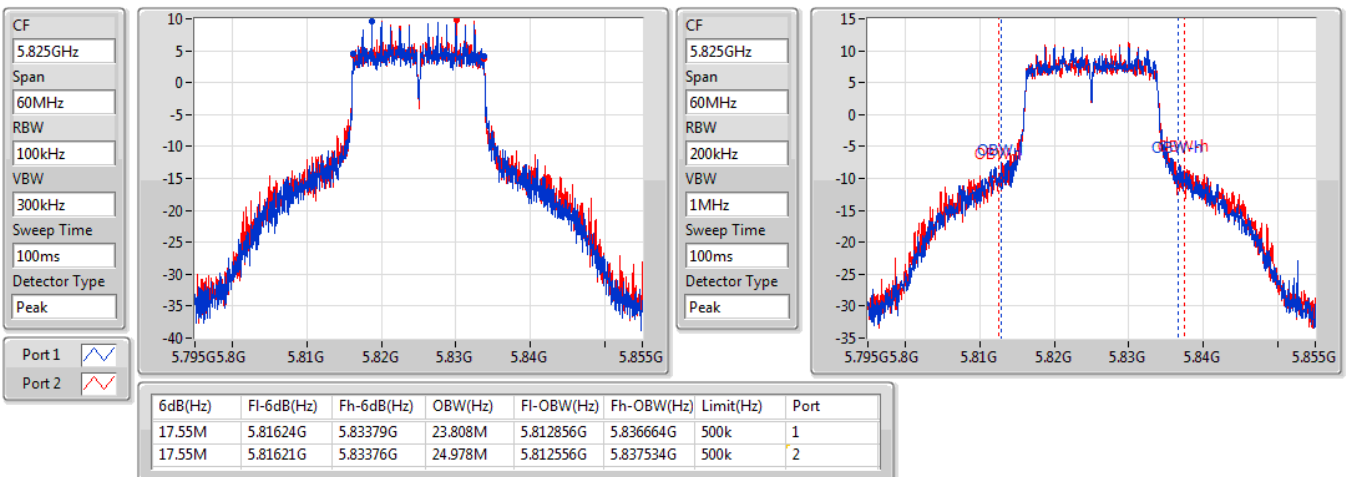 CF
5.825GHz
Span
60MHz
RBW
100kHz
VBW
300kHz
Sweep Time
100ms
Detector Type
Peak
Port 1
Port 2
10
5
0
-5
-10
-15
-20
-25
-30
-35
-40
5.795G 5.8G 5.81G 5.82G 5.83G 5.84G 5.855G
CF
5.825GHz
Span
60MHz
RBW
200kHz
VBW
1MHz
Sweep Time
100ms
Detector Type
Peak
15
10
5
0
-5
-10
-15
-20
-25
-30
-35
5.795G 5.8G 5.81G 5.82G 5.83G 5.84G 5.855G
6dB(Hz) Fl-6dB(Hz) Fh-6dB(Hz) OBW(Hz) Fl-OBW(Hz) Fh-OBW(Hz) Limit(Hz) Port
17.55M 5.81624G 5.83379G 23.808M 5.812856G 5.836664G 500k 1
17.55M 5.81621G 5.83376G 24.978M 5.812556G 5.837534G 500k 2